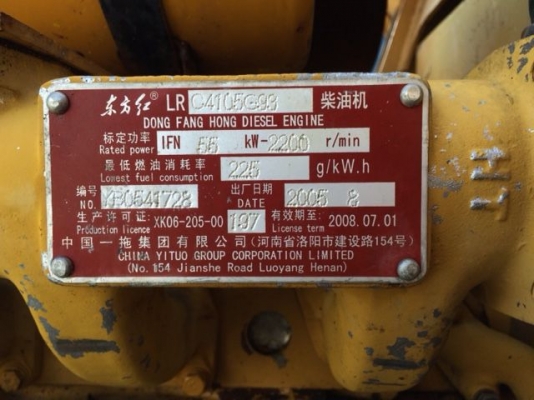 东方红 LR C4105G93 柴油机
DONG FANG HONG DIESEL ENGINE
标定功率 IFN 55 kW-2200 r/min
Rated power
最低燃油消耗率 225 g/kW.h
Lowest fuel consumption
编号 YB0541728 出厂日期 2005 8
NO. DATE
生产许可证: XK06-205-00 197 有效期至: 2008.07.01
Production licence License term
中国一拖集团有限公司(河南省洛阳市建设路154号)
CHINA YITUO GROUP CORPORATION LIMITED
(No.154 Jianshe Road Luoyang Henan)